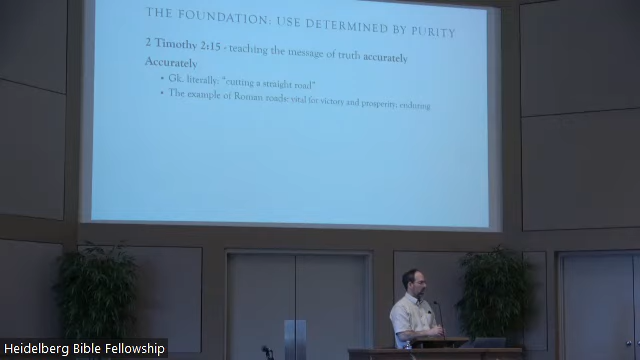 THE FOUNDATION: USE DETERMINED BY PURITY
2 Timothy 2:15 - teaching the message of truth accurately
Accurately
• Gk. literally: "cutting a straight road"
• The example of Roman roads: vital for victory and prosperity; enduring
Heidelberg Bible Fellowship